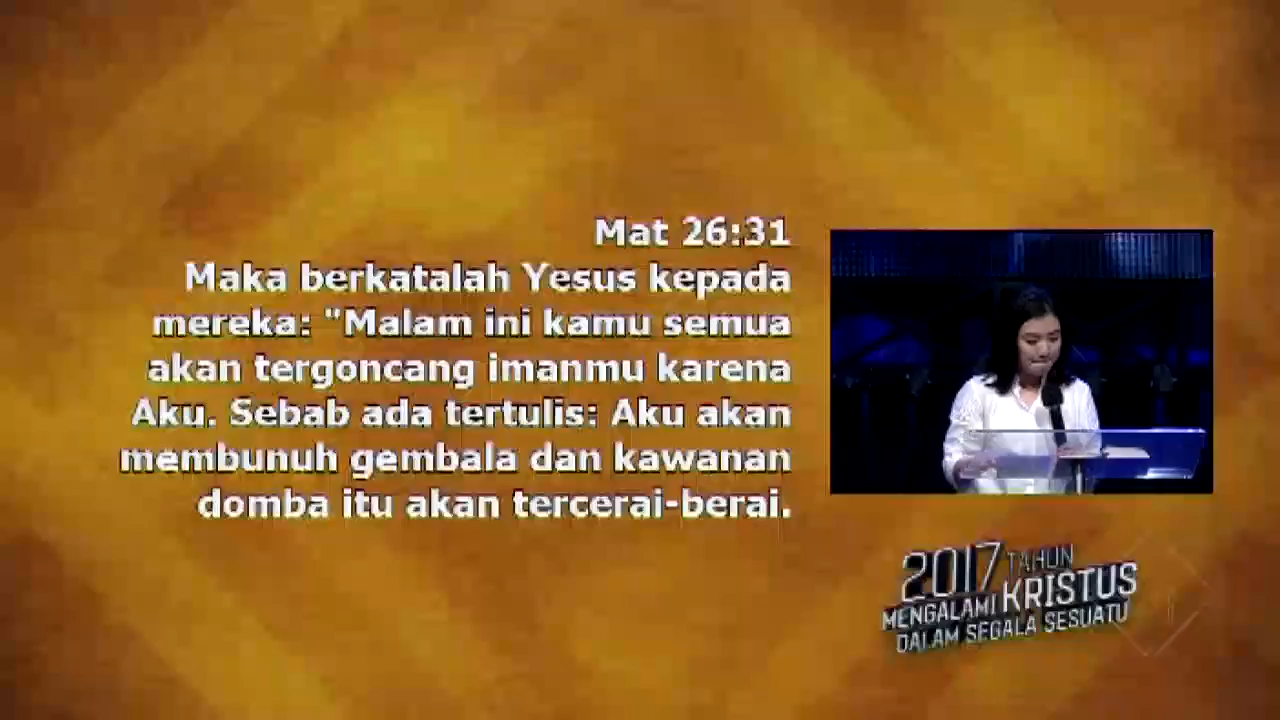 Mat 26:31
Maka berkatalah Yesus kepada
mereka: "Malam ini kamu semua
akan tergoncang imanmu karena
Aku. Sebab ada tertulis: Aku akan
membunuh gembala dan kawanan
domba itu akan tercerai-berai.
2017 TAHUN
MENGALAMI KRISTUS
DALAM SEGALA SESUATU